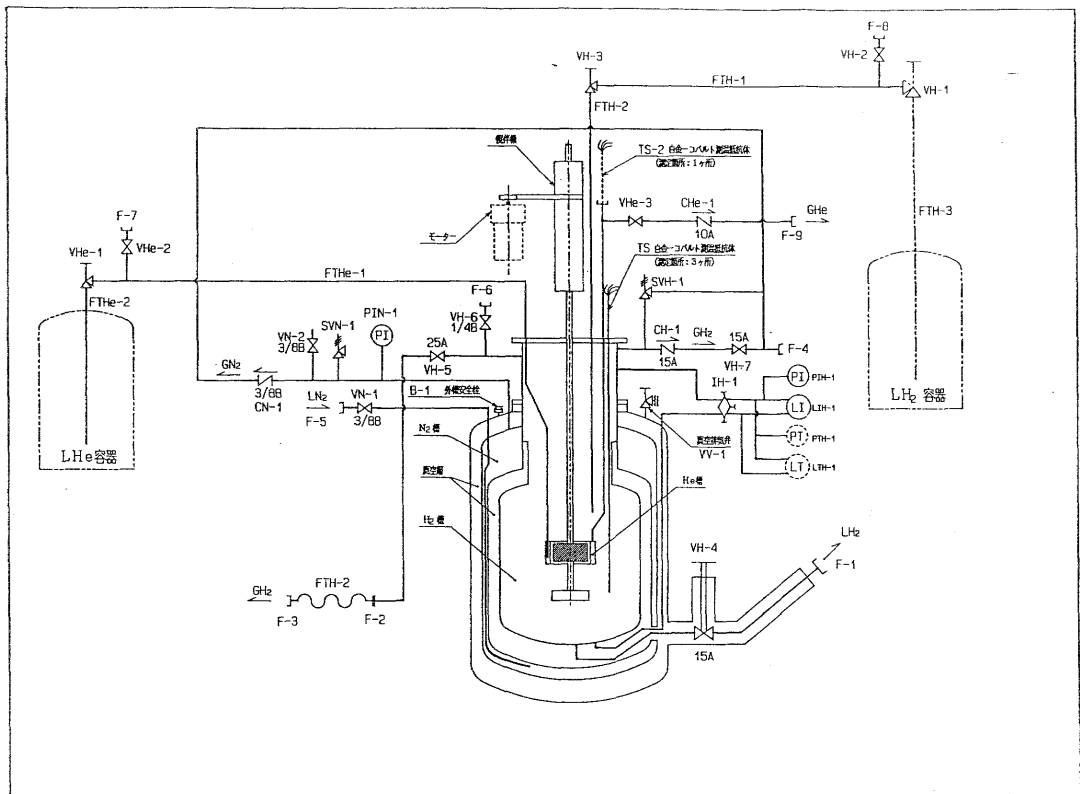 F-8
VH-2
VH-3
FTH-1
VH-1
FTH-2
攪拌機
TS-2 白金-コバルト測温抵抗体
(測定箇所:1ヶ所)
F-7
VHe-1
VHe-2
モーター
VHe-3
CHe-1
10A
GHe
F-9
FTH-3
TS 白金-コバルト測温抵抗体
(測定箇所:3ヶ所)
FTHe-1
FTHe-2
F-6
SVH-1
VH-6
1/4B
PIN-1
SVN-1
PI
VN-2
3/8B
25A
VH-5
CH-1
15A
GH₂
15A
VH-7
F-4
GN₂
3/8B
CN-1
B-1
外槽安全栓
IH-1
PI
PIH-1
LN₂
VN-1
F-5
3/8B
LI
LIH-1
PT
PTH-1
LT
LTH-1
真空排気弁
VV-1
N₂槽
真空層
H₂槽
He槽
LHe容器
LH₂容器
LH₂
VH-4
F-1
15A
GH₂
FTH-2
F-3
F-2